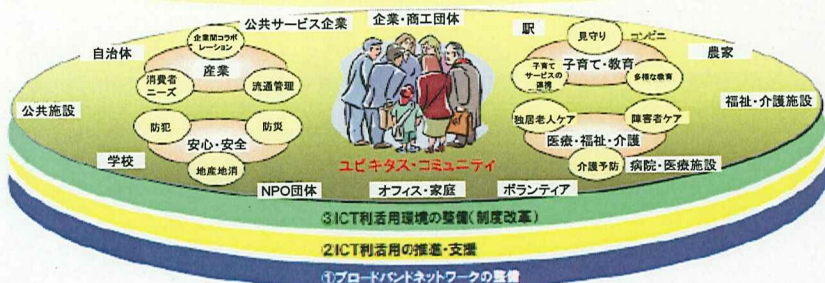 公共サービス企業
企業・商工団体
駅
自治体
企業間コラボ
レーション
産業
消費者
ニーズ
流通管理
見守り
コンビニ
農家
子育て
サービスの
連携
子育て・教育
多様な教育
公共施設
福祉・介護施設
防犯
防災
安心・安全
地産地消
独居老人ケア
障害者ケア
医療・福祉・介護
介護予防
学校
ユビキタス・コミュニティ
病院・医療施設
NPO団体
オフィス・家庭
ボランティア
③ICT利活用環境の整備(制度改革)
②ICT利活用の推進・支援
①ブロードバンドネットワークの整備